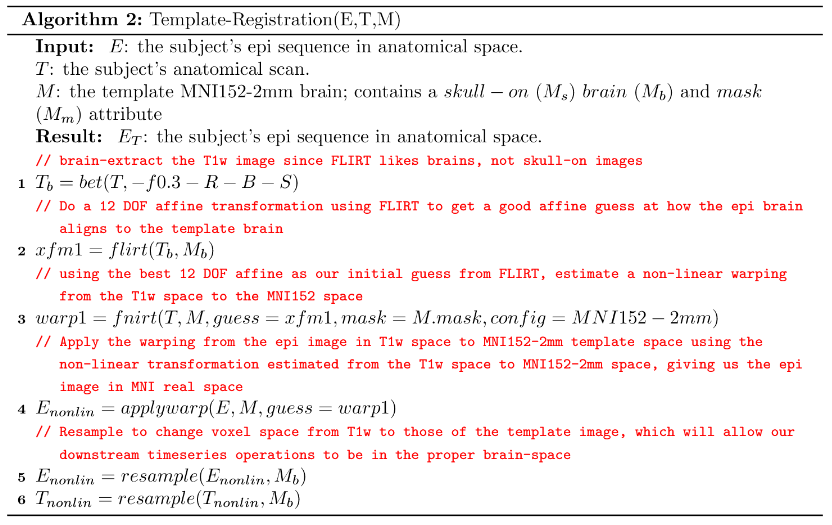 Algorithm 2: Template-Registration(E,T,M)
Input: E: the subject's epi sequence in anatomical space.
T: the subject's anatomical scan.
M: the template MNI152-2mm brain; contains a skull − on (M_s) brain (M_b) and mask
(M_m) attribute
Result: E_T: the subject's epi sequence in anatomical space.
// brain-extract the T1w image since FLIRT likes brains, not skull-on images
1 T_b = bet(T, −f0.3 − R − B − S)
// Do a 12 DOF affine transformation using FLIRT to get a good affine guess at how the epi brain
aligns to the template brain
2 xfm1 = flirt(T_b, M_b)
// using the best 12 DOF affine as our initial guess from FLIRT, estimate a non-linear warping
from the T1w space to the MNI152 space
3 warp1 = fnirt(T, M, guess = xfm1, mask = M.mask, config = MNI152 − 2mm)
// Apply the warping from the epi image in T1w space to MNI152-2mm template space using the
non-linear transformation estimated from the T1w space to MNI152-2mm space, giving us the epi
image in MNI real space
4 E_nonlin = applywarp(E, M, guess = warp1)
// Resample to change voxel space from T1w to those of the template image, which will allow our
downstream timeseries operations to be in the proper brain-space
5 E_nonlin = resample(E_nonlin, M_b)
6 T_nonlin = resample(T_nonlin, M_b)